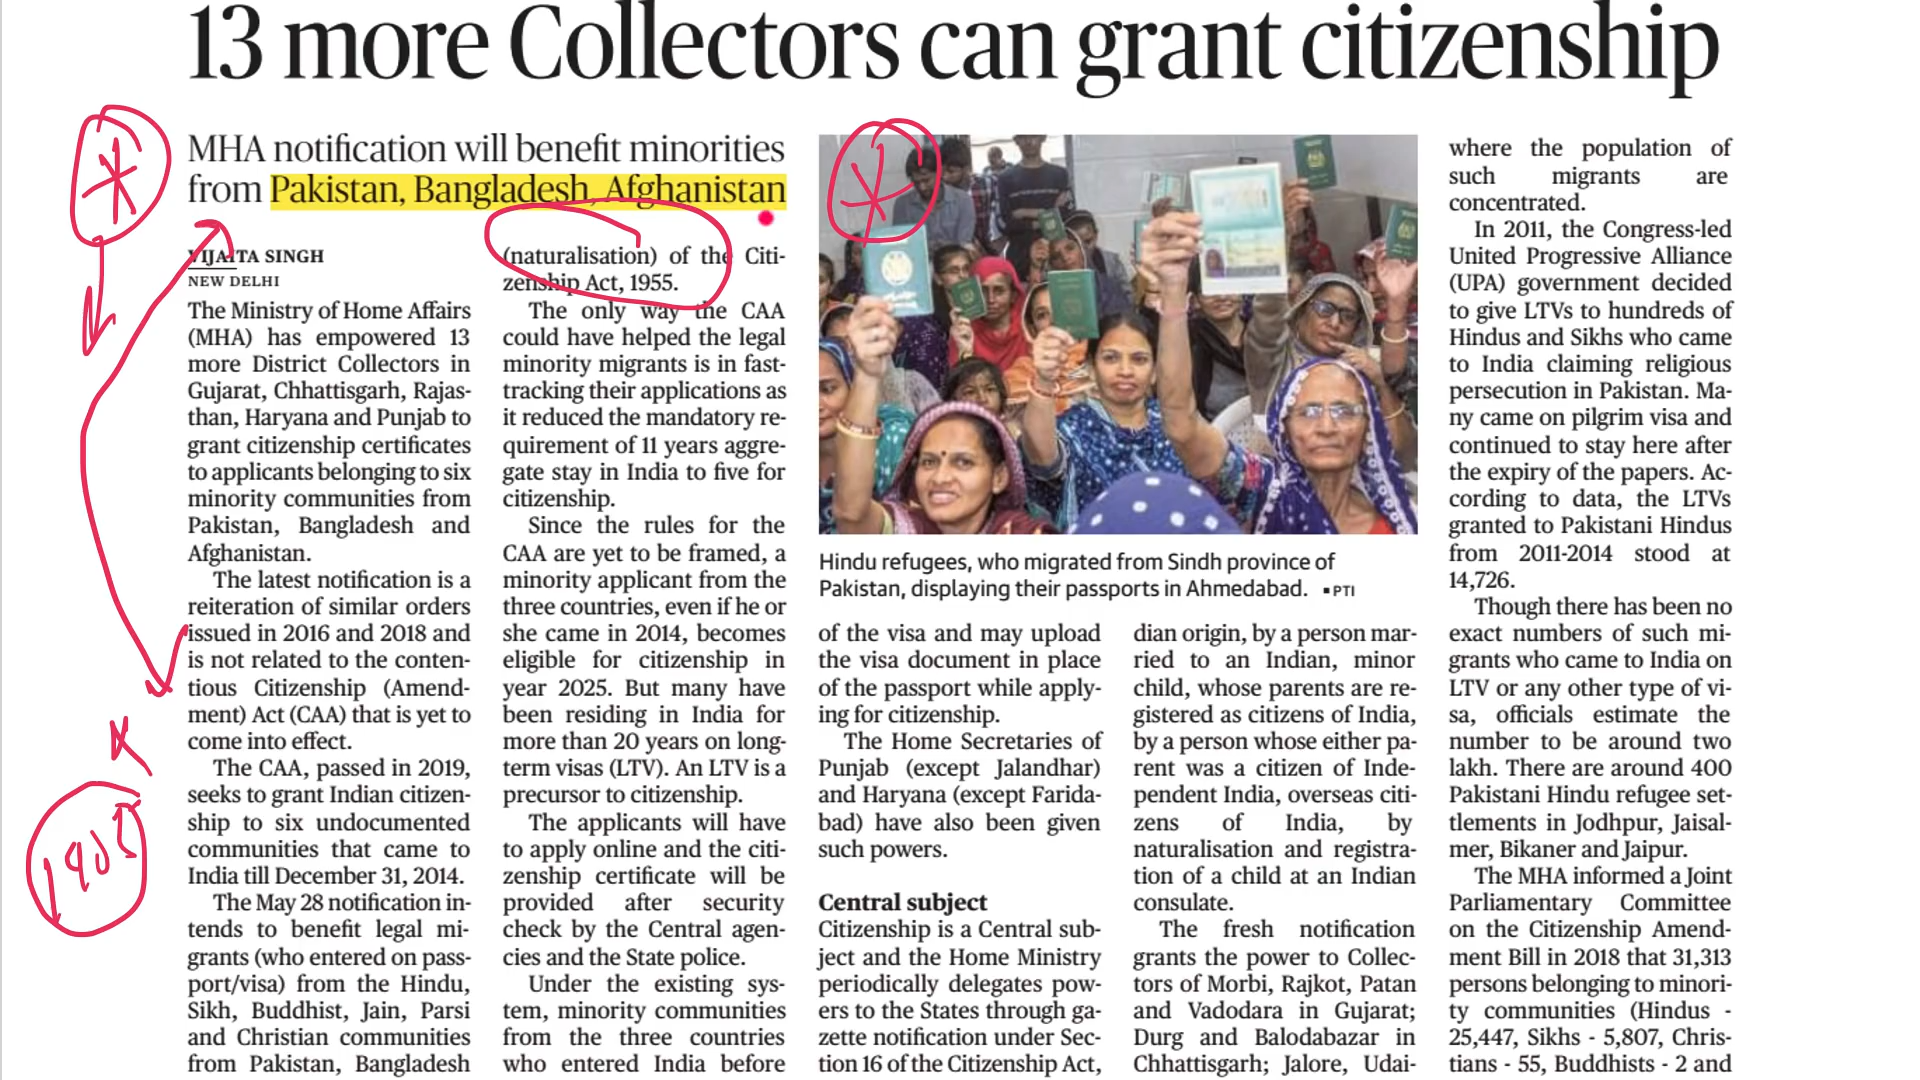 13 more Collectors can grant citizenship
MHA notification will benefit minorities
from Pakistan, Bangladesh, Afghanistan
VIJAITA SINGH
NEW DELHI
The Ministry of Home Affairs
(MHA) has empowered 13
more District Collectors in
Gujarat, Chhattisgarh, Rajas-
than, Haryana and Punjab to
grant citizenship certificates
to applicants belonging to six
minority communities from
Pakistan, Bangladesh and
Afghanistan.
The latest notification is a
reiteration of similar orders
issued in 2016 and 2018 and
is not related to the conten-
tious Citizenship (Amend-
ment) Act (CAA) that is yet to
come into effect.
The CAA, passed in 2019,
seeks to grant Indian citizen-
ship to six undocumented
communities that came to
India till December 31, 2014.
The May 28 notification in-
tends to benefit legal mi-
grants (who entered on pass-
port/visa) from the Hindu,
Sikh, Buddhist, Jain, Parsi
and Christian communities
from Pakistan, Bangladesh
(naturalisation) of the Citi-
zenship Act, 1955.
The only way the CAA
could have helped the legal
minority migrants is in fast-
tracking their applications as
it reduced the mandatory re-
quirement of 11 years aggre-
gate stay in India to five for
citizenship.
Since the rules for the
CAA are yet to be framed, a
minority applicant from the
three countries, even if he or
she came in 2014, becomes
eligible for citizenship in
year 2025. But many have
been residing in India for
more than 20 years on long-
term visas (LTV). An LTV is a
precursor to citizenship.
The applicants will have
to apply online and the citi-
zenship certificate will be
provided after security
check by the Central agen-
cies and the State police.
Under the existing sys-
tem, minority communities
from the three countries
who entered India before
Hindu refugees, who migrated from Sindh province of
Pakistan, displaying their passports in Ahmedabad. ▪ PTI
of the visa and may upload
the visa document in place
of the passport while apply-
ing for citizenship.
The Home Secretaries of
Punjab (except Jalandhar)
and Haryana (except Farida-
bad) have also been given
such powers.
Central subject
Citizenship is a Central sub-
ject and the Home Ministry
periodically delegates pow-
ers to the States through ga-
zette notification under Sec-
tion 16 of the Citizenship Act,
dian origin, by a person mar-
ried to an Indian, minor
child, whose parents are re-
gistered as citizens of India,
by a person whose either pa-
rent was a citizen of Inde-
pendent India, overseas citi-
zens of India, by
naturalisation and registra-
tion of a child at an Indian
consulate.
The fresh notification
grants the power to Collec-
tors of Morbi, Rajkot, Patan
and Vadodara in Gujarat;
Durg and Balodabazar in
Chhattisgarh; Jalore, Udai-
where the population of
such migrants are
concentrated.
In 2011, the Congress-led
United Progressive Alliance
(UPA) government decided
to give LTVs to hundreds of
Hindus and Sikhs who came
to India claiming religious
persecution in Pakistan. Ma-
ny came on pilgrim visa and
continued to stay here after
the expiry of the papers. Ac-
cording to data, the LTVs
granted to Pakistani Hindus
from 2011-2014 stood at
14,726.
Though there has been no
exact numbers of such mi-
grants who came to India on
LTV or any other type of vi-
sa, officials estimate the
number to be around two
lakh. There are around 400
Pakistani Hindu refugee set-
tlements in Jodhpur, Jaisal-
mer, Bikaner and Jaipur.
The MHA informed a Joint
Parliamentary Committee
on the Citizenship Amend-
ment Bill in 2018 that 31,313
persons belonging to minori-
ty communities (Hindus -
25,447, Sikhs - 5,807, Chris-
tians - 55, Buddhists - 2 and